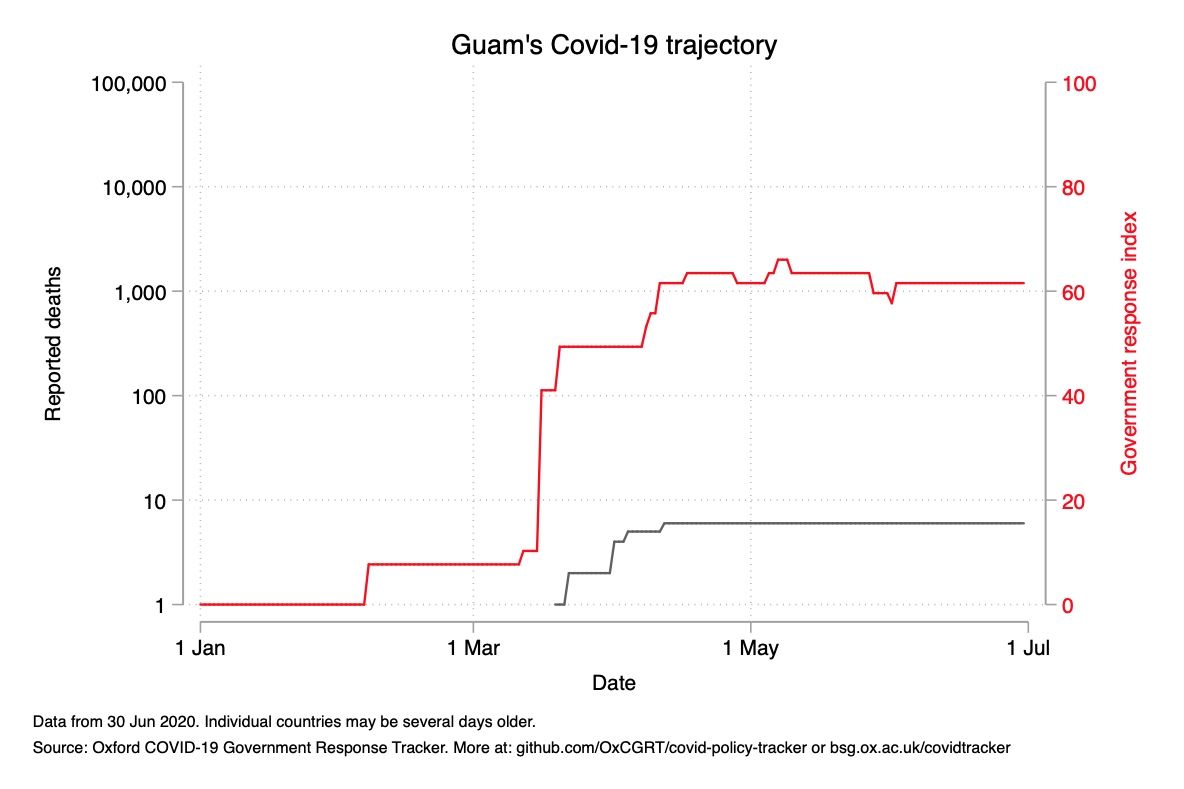 Guam's Covid-19 trajectory
100,000
10,000
1,000
100
10
1
Reported deaths
100
80
60
40
20
0
Government response index
1 Jan
1 Mar
1 May
1 Jul
Date
Data from 30 Jun 2020. Individual countries may be several days older.
Source: Oxford COVID-19 Government Response Tracker. More at: github.com/OxCGRT/covid-policy-tracker or bsg.ox.ac.uk/covidtracker